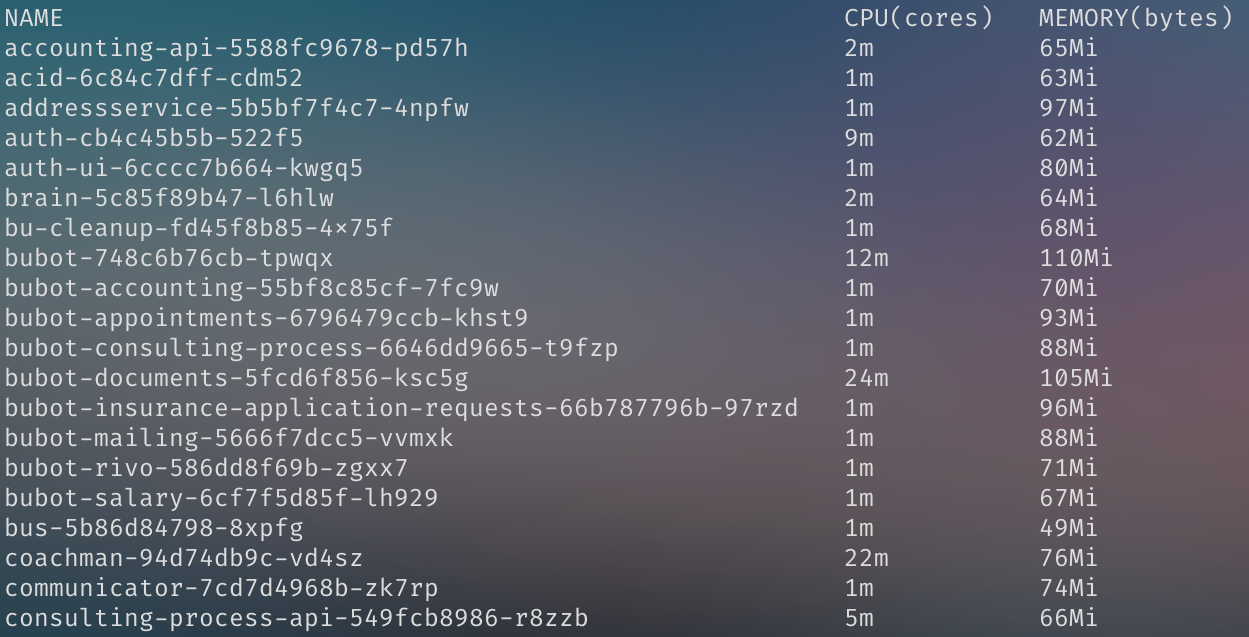 NAME CPU(cores) MEMORY(bytes)
accounting-api-5588fc9678-pd57h 2m 65Mi
acid-6c84c7dff-cdm52 1m 63Mi
addressservice-5b5bf7f4c7-4npfw 1m 97Mi
auth-cb4c45b5b-522f5 9m 62Mi
auth-ui-6cccc7b664-kwgq5 1m 80Mi
brain-5c85f89b47-l6hlw 2m 64Mi
bu-cleanup-fd45f8b85-4×75f 1m 68Mi
bubot-748c6b76cb-tpwqx 12m 110Mi
bubot-accounting-55bf8c85cf-7fc9w 1m 70Mi
bubot-appointments-6796479ccb-khst9 1m 93Mi
bubot-consulting-process-6646dd9665-t9fzp 1m 88Mi
bubot-documents-5fcd6f856-ksc5g 24m 105Mi
bubot-insurance-application-requests-66b787796b-97rzd 1m 96Mi
bubot-mailing-5666f7dcc5-vvmxk 1m 88Mi
bubot-rivo-586dd8f69b-zgxx7 1m 71Mi
bubot-salary-6cf7f5d85f-lh929 1m 67Mi
bus-5b86d84798-8xpfg 1m 49Mi
coachman-94d74db9c-vd4sz 22m 76Mi
communicator-7cd7d4968b-zk7rp 1m 74Mi
consulting-process-api-549fcb8986-r8zzb 5m 66Mi